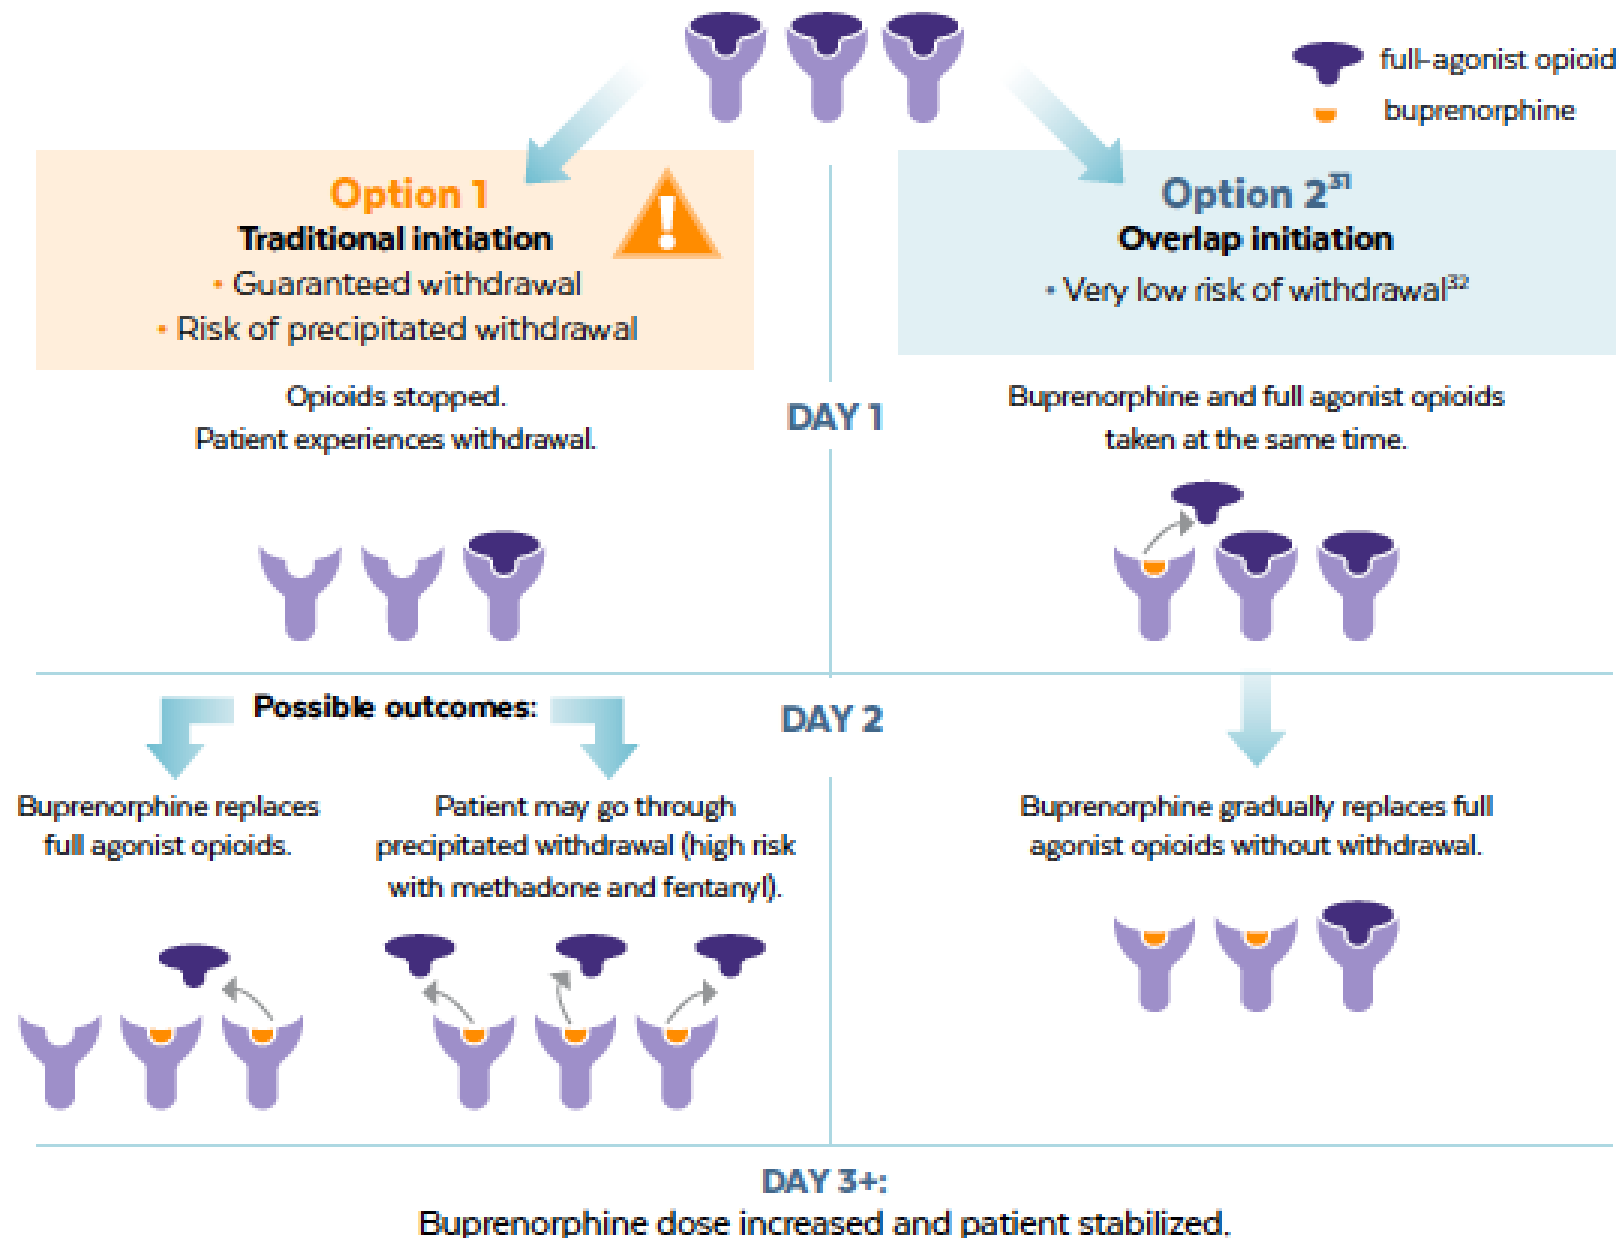 full-agonist opioid
buprenorphine
Option 1
Traditional initiation
• Guaranteed withdrawal
• Risk of precipitated withdrawal
Option 2³¹
Overlap initiation
• Very low risk of withdrawal³²
DAY 1
Opioids stopped.
Patient experiences withdrawal.
Buprenorphine and full agonist opioids
taken at the same time.
DAY 2
Possible outcomes:
Buprenorphine replaces
full agonist opioids.
Patient may go through
precipitated withdrawal (high risk
with methadone and fentanyl).
Buprenorphine gradually replaces full
agonist opioids without withdrawal.
DAY 3+:
Buprenorphine dose increased and patient stabilized.